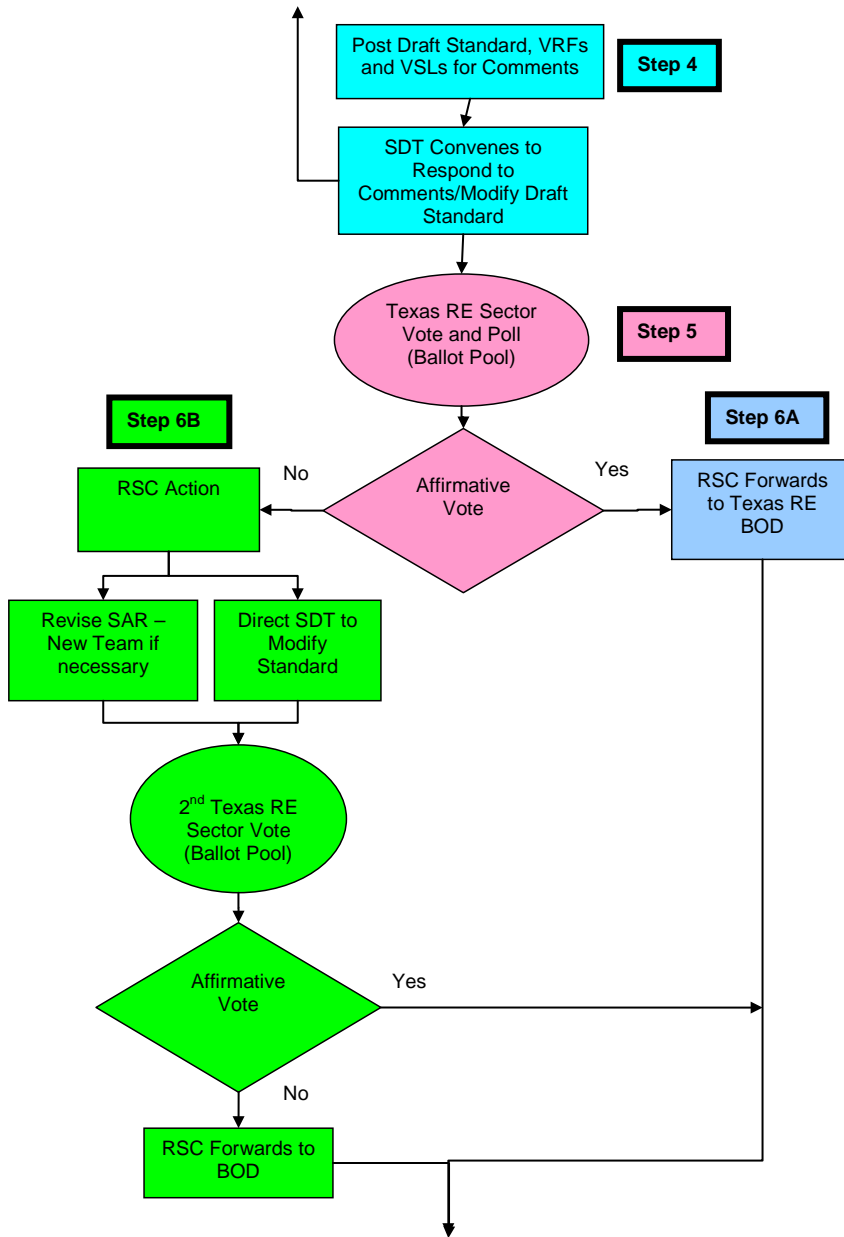 Post Draft Standard, VRFs
and VSLs for Comments
Step 4
SDT Convenes to
Respond to
Comments/Modify Draft
Standard
Texas RE Sector
Vote and Poll
(Ballot Pool)
Step 5
Step 6B
Step 6A
RSC Action
No
Affirmative
Vote
Yes
RSC Forwards
to Texas RE
BOD
Revise SAR –
New Team if
necessary
Direct SDT to
Modify
Standard
2nd Texas RE
Sector Vote
(Ballot Pool)
Affirmative
Vote
Yes
No
RSC Forwards to
BOD